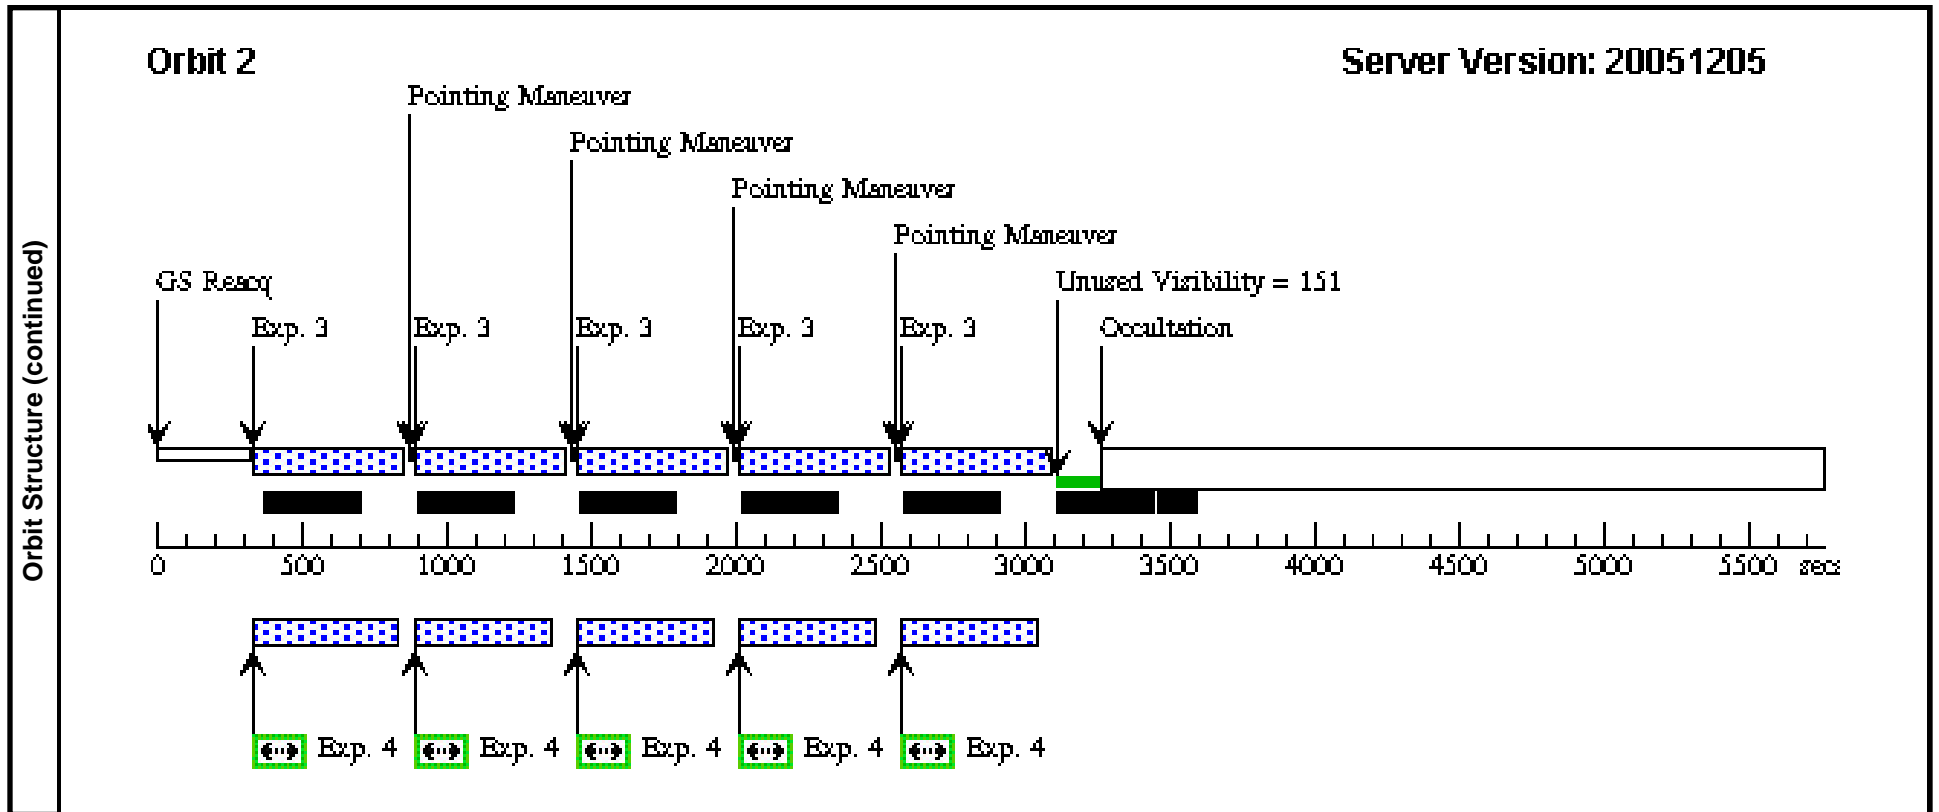 Orbit Structure (continued)
Orbit 2
Server Version: 20051205
Pointing Maneuver
Pointing Maneuver
Pointing Maneuver
Pointing Maneuver
GS Reacq
Unused Visibility = 151
Exp. 3
Exp. 3
Exp. 3
Exp. 3
Exp. 3
Occultation
0 500 1000 1500 2000 2500 3000 3500 4000 4500 5000 5500 secs
Exp. 4
Exp. 4
Exp. 4
Exp. 4
Exp. 4